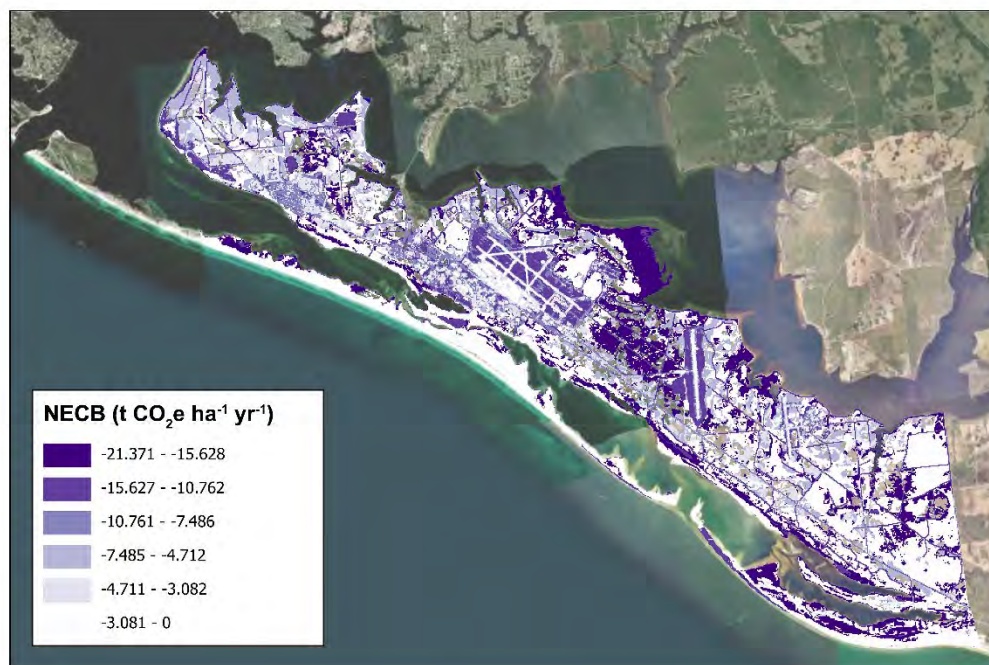 NECB (t CO₂e ha⁻¹ yr⁻¹)
-21.371 - -15.628
-15.627 - -10.762
-10.761 - -7.486
-7.485 - -4.712
-4.711 - -3.082
-3.081 - 0